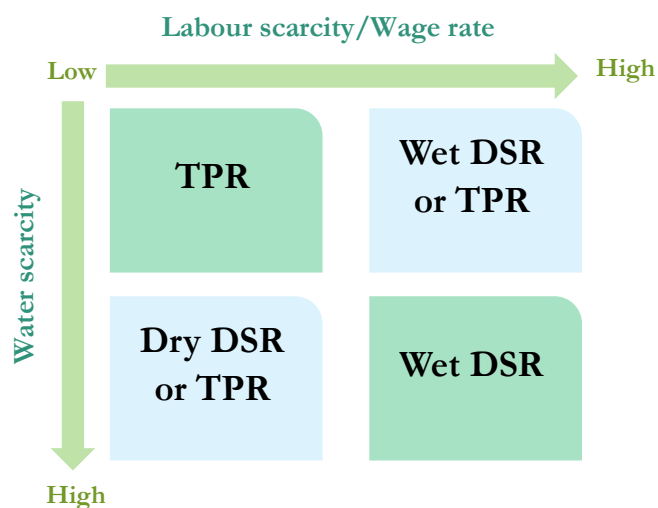 Labour scarcity/Wage rate
Low
High
TPR
Wet DSR
or TPR
Water scarcity
Dry DSR
or TPR
Wet DSR
High